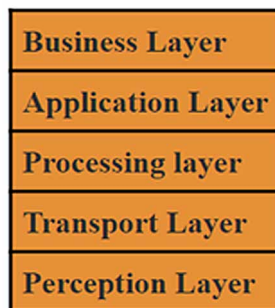 Business Layer
Application Layer
Processing layer
Transport Layer
Perception Layer